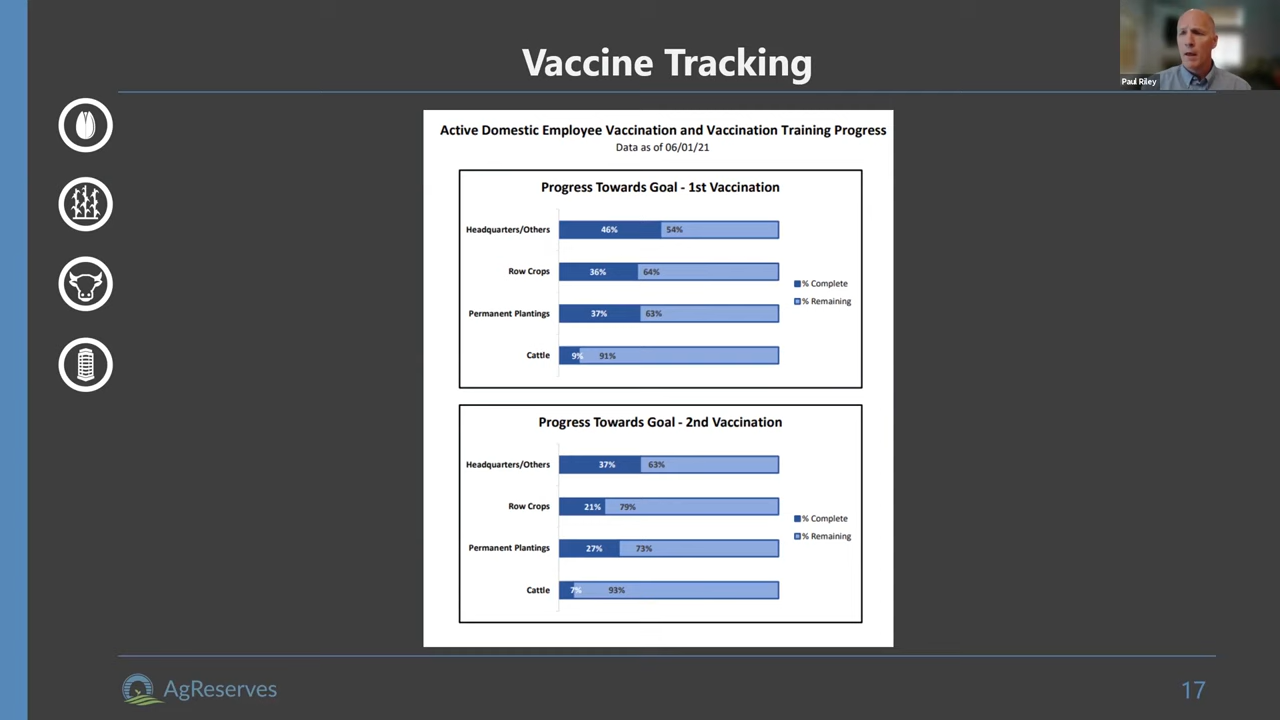 Vaccine Tracking
Paul Riley
Active Domestic Employee Vaccination and Vaccination Training Progress
Data as of 06/01/21
Progress Towards Goal - 1st Vaccination
Headquarters/Others 46% 54%
Row Crops 36% 64%
Permanent Plantings 37% 63%
Cattle 9% 91%
% Complete
% Remaining
Progress Towards Goal - 2nd Vaccination
Headquarters/Others 37% 63%
Row Crops 21% 79%
Permanent Plantings 27% 73%
Cattle 7% 93%
% Complete
% Remaining
AgReserves
17